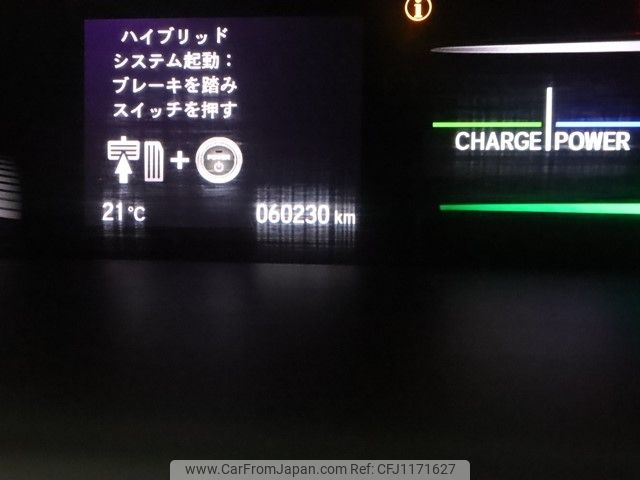 ハイブリッド
システム起動：
ブレーキを踏み
スイッチを押す
+ POWER
21℃ 060230 km
CHARGE POWER
www.CarFromJapan.com Ref: CFJ1171627